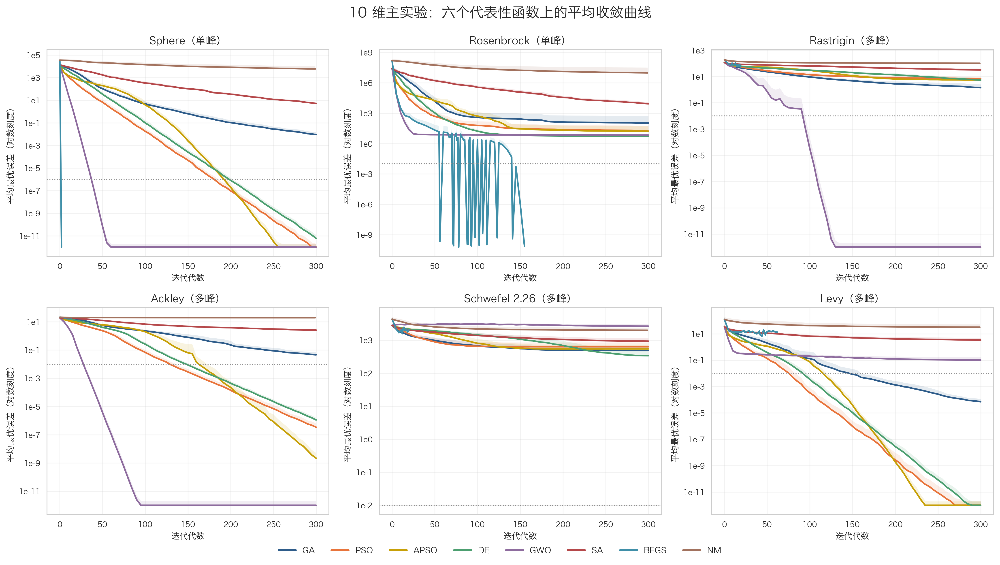 10 维主实验：六个代表性函数上的平均收敛曲线
Sphere（单峰）
平均最优误差（对数刻度）
1e5
1e3
1e1
1e-1
1e-3
1e-5
1e-7
1e-9
1e-11
0 50 100 150 200 250 300
迭代代数
Rosenbrock（单峰）
平均最优误差（对数刻度）
1e9
1e6
1e3
1e0
1e-3
1e-6
1e-9
0 50 100 150 200 250 300
迭代代数
Rastrigin（多峰）
平均最优误差（对数刻度）
1e3
1e1
1e-1
1e-3
1e-5
1e-7
1e-9
1e-11
0 50 100 150 200 250 300
迭代代数
Ackley（多峰）
平均最优误差（对数刻度）
1e1
1e-1
1e-3
1e-5
1e-7
1e-9
1e-11
0 50 100 150 200 250 300
迭代代数
Schwefel 2.26（多峰）
平均最优误差（对数刻度）
1e3
1e2
1e1
1e0
1e-1
1e-2
0 50 100 150 200 250 300
迭代代数
Levy（多峰）
平均最优误差（对数刻度）
1e1
1e-1
1e-3
1e-5
1e-7
1e-9
1e-11
0 50 100 150 200 250 300
迭代代数
GA PSO APSO DE GWO SA BFGS NM